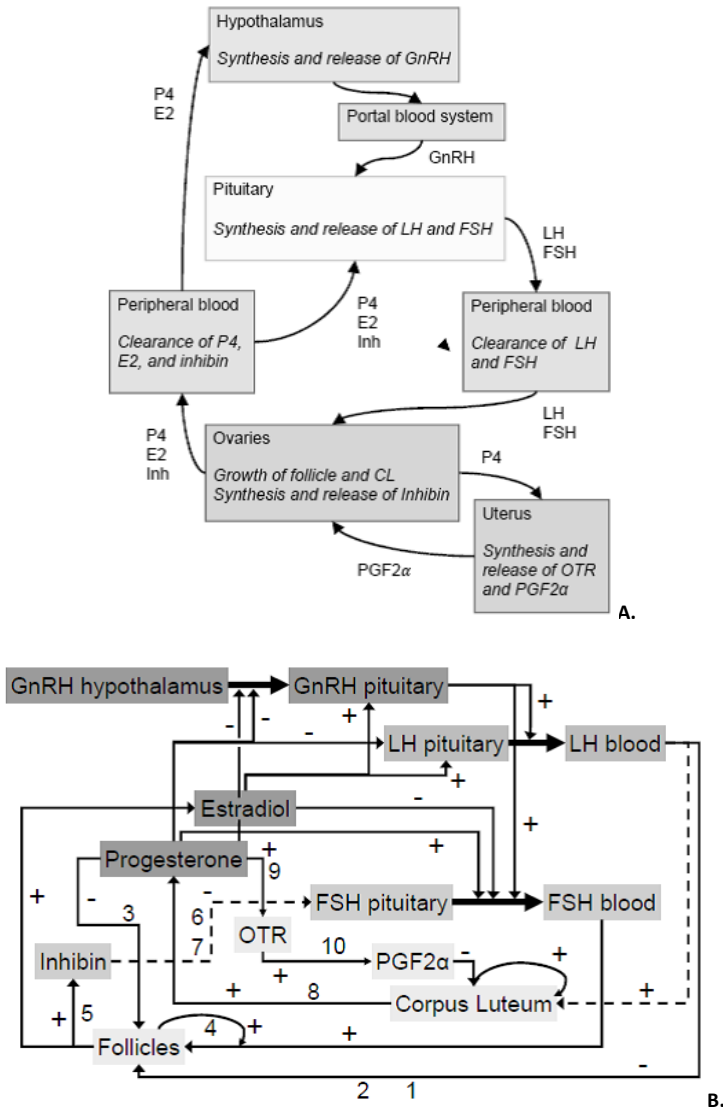 Hypothalamus
Synthesis and release of GnRH
P4
E2
Portal blood system
GnRH
Pituitary
Synthesis and release of LH and FSH
LH
FSH
Peripheral blood
Clearance of P4,
E2, and inhibin
P4
E2
Inh
Peripheral blood
Clearance of LH
and FSH
LH
FSH
P4
E2
Inh
Ovaries
Growth of follicle and CL
Synthesis and release of Inhibin
P4
Uterus
Synthesis and
release of OTR
and PGF2α
PGF2α
A.
GnRH hypothalamus
GnRH pituitary
- -
+
+
-
LH pituitary
LH blood
+
Estradiol
-
+
Progesterone
+
+
9
+
-
3
-
6
7
FSH pituitary
FSH blood
OTR
Inhibin
10
+
PGF2α
-
+
+
8
Corpus Luteum
+
+
5
4
+
+
Follicles
-
2 1
B.